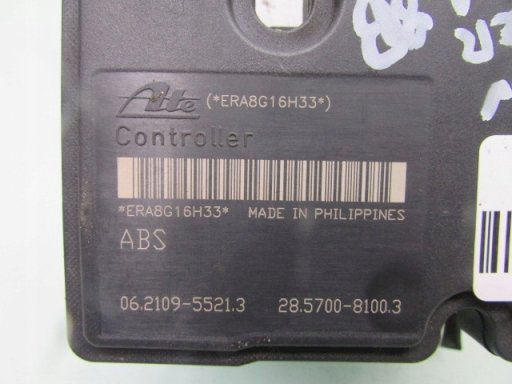 Ate (*ERA8G16H33*)
Controller
*ERA8G16H33* MADE IN PHILIPPINES
ABS
06.2109-5521.3 28.5700-8100.3